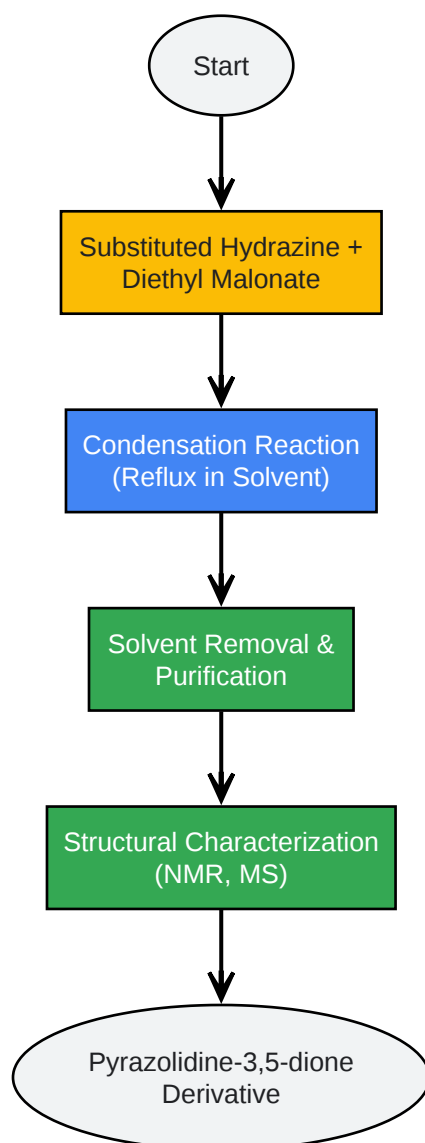 Start
Substituted Hydrazine +
Diethyl Malonate
Condensation Reaction
(Reflux in Solvent)
Solvent Removal &
Purification
Structural Characterization
(NMR, MS)
Pyrazolidine-3,5-dione
Derivative